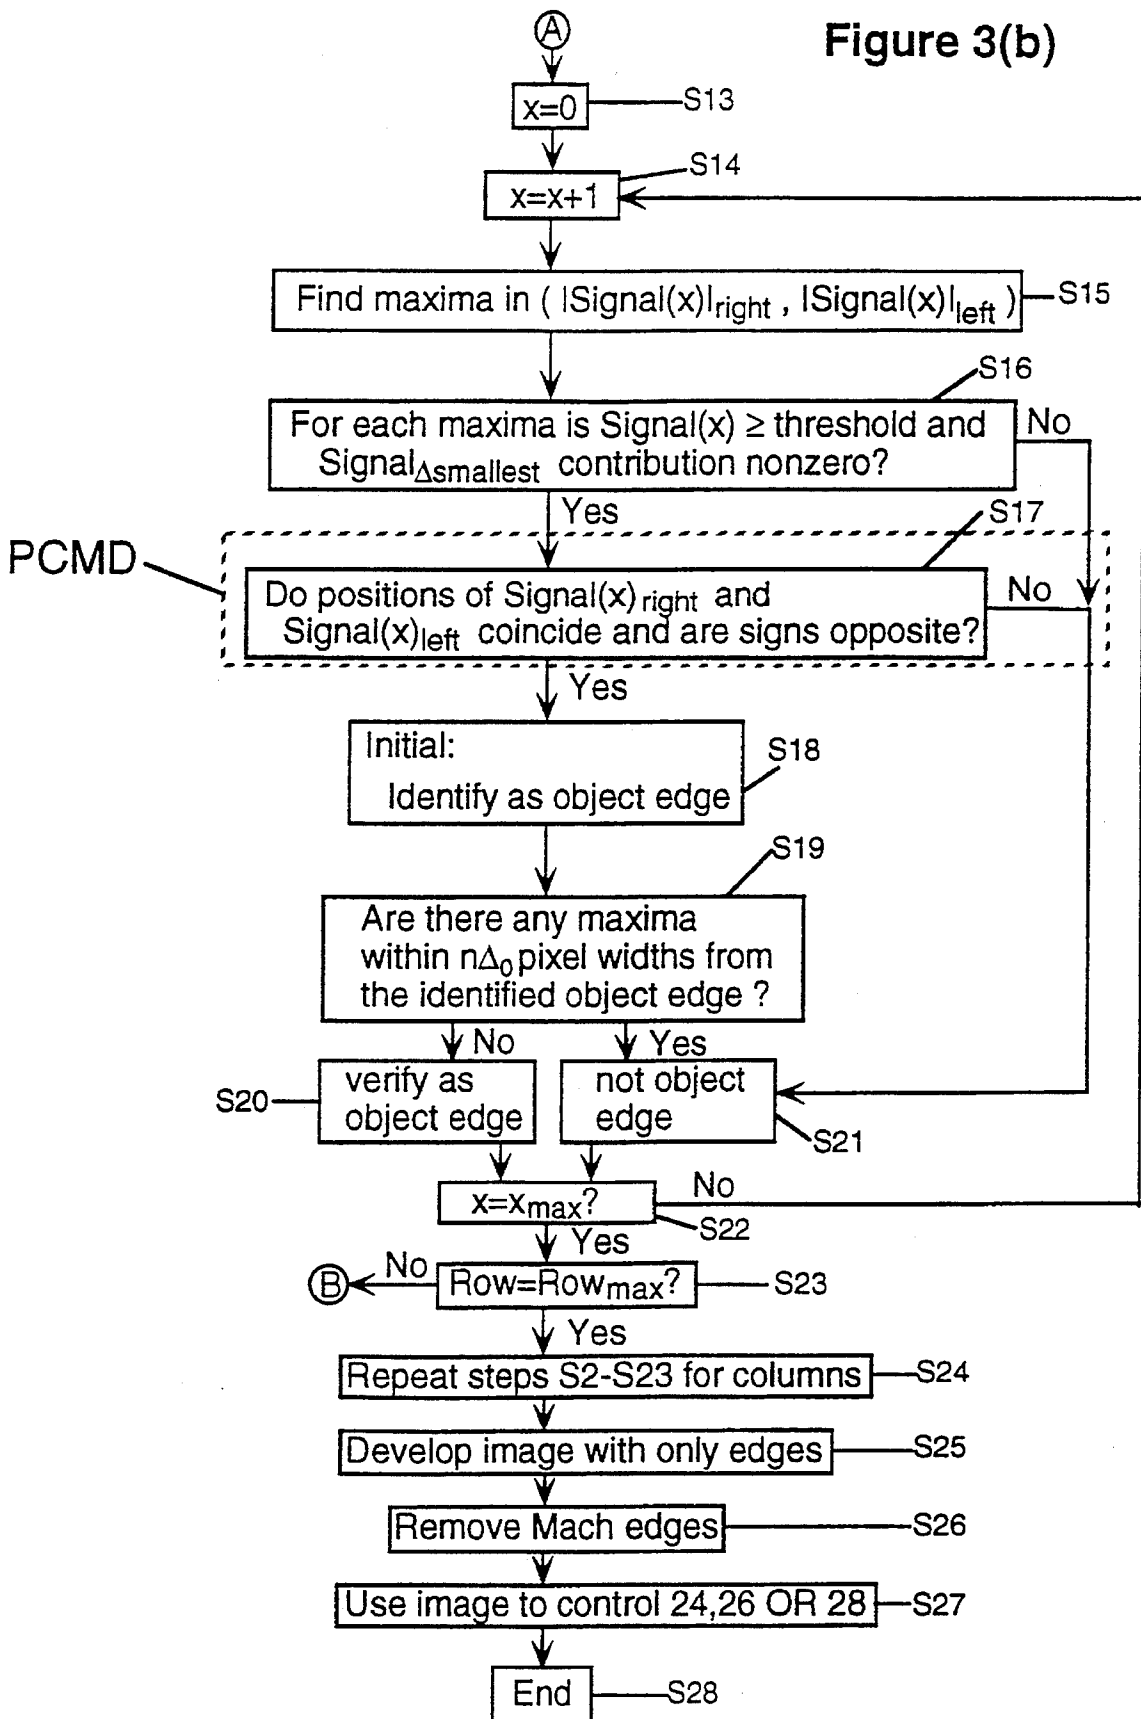 Figure 3(b)
A
x=0
S13
S14
x=x+1
Find maxima in ( |Signal(x)|right , |Signal(x)|left )
S15
S16
For each maxima is Signal(x) ≥ threshold and
SignalΔsmallest contribution nonzero?
No
Yes
S17
PCMD
Do positions of Signal(x)right and
Signal(x)left coincide and are signs opposite?
No
Yes
Initial:
Identify as object edge
S18
S19
Are there any maxima
within nΔ0 pixel widths from
the identified object edge ?
No
Yes
S20
verify as
object edge
not object
edge
S21
x=xmax?
No
S22
Yes
B
No
Row=Rowmax?
S23
Yes
Repeat steps S2-S23 for columns
S24
Develop image with only edges
S25
Remove Mach edges
S26
Use image to control 24,26 OR 28
S27
End
S28